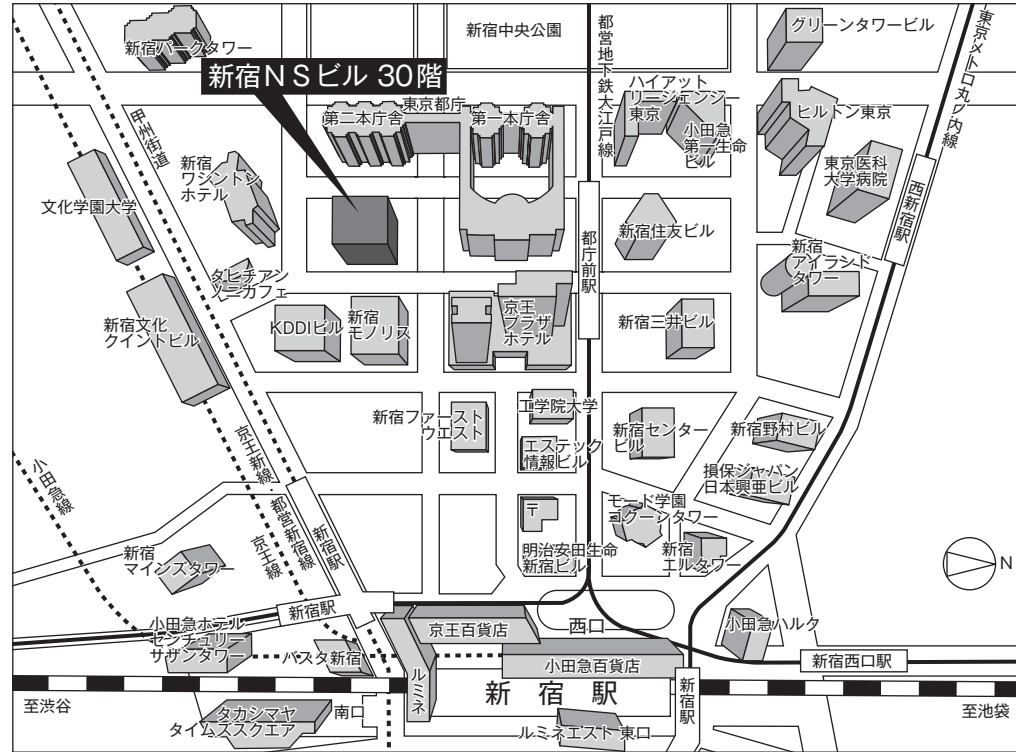 新宿中央公園
グリーンタワービル
新宿パークタワー
新宿NSビル 30階
都営地下鉄大江戸線
東京メトロ丸ノ内線
東京都庁
第二本庁舎
第一本庁舎
ハイアット
リージェンシー
東京
小田急
第一生命
ビル
ヒルトン東京
東京医科
大学病院
西新宿駅
甲州街道
新宿
ワシントン
ホテル
文化学園大学
都庁前駅
新宿住友ビル
新宿
アイランド
タワー
タヒチアン
ノニカフェ
新宿文化
クイントビル
KDDIビル
新宿
モノリス
京王
プラザ
ホテル
新宿三井ビル
新宿ファースト
ウエスト
工学院大学
エステック
情報ビル
新宿センター
ビル
新宿野村ビル
損保ジャパン
日本興亜ビル
小田急線
京王新線・都営新宿線
京王線
新宿駅
〒
明治安田生命
新宿ビル
モード学園
コクーンタワー
新宿
エルタワー
新宿
マインズタワー
N
新宿駅
小田急ホテル
センチュリー
サザンタワー
バスタ新宿
京王百貨店
西口
小田急ハルク
ルミネ
小田急百貨店
新宿西口駅
新宿駅
新宿駅
至渋谷
至池袋
タカシマヤ
タイムズスクエア
南口
ルミネエスト 東口